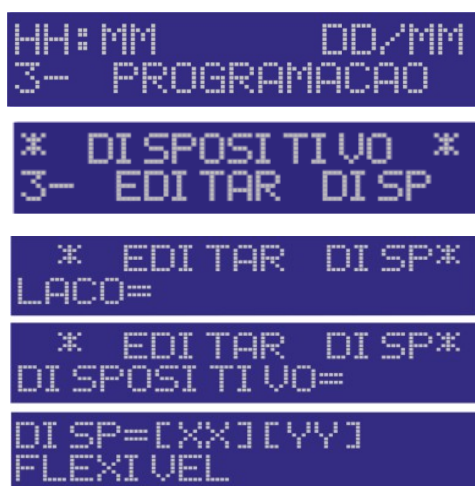 HH:MM DD/MM
3- PROGRAMACAO
* DISPOSITIVO *
3- EDITAR DISP
* EDITAR DISP*
LACO=
* EDITAR DISP*
DISPOSITIVO=
DISP=[XX][YY]
FLEXIVEL